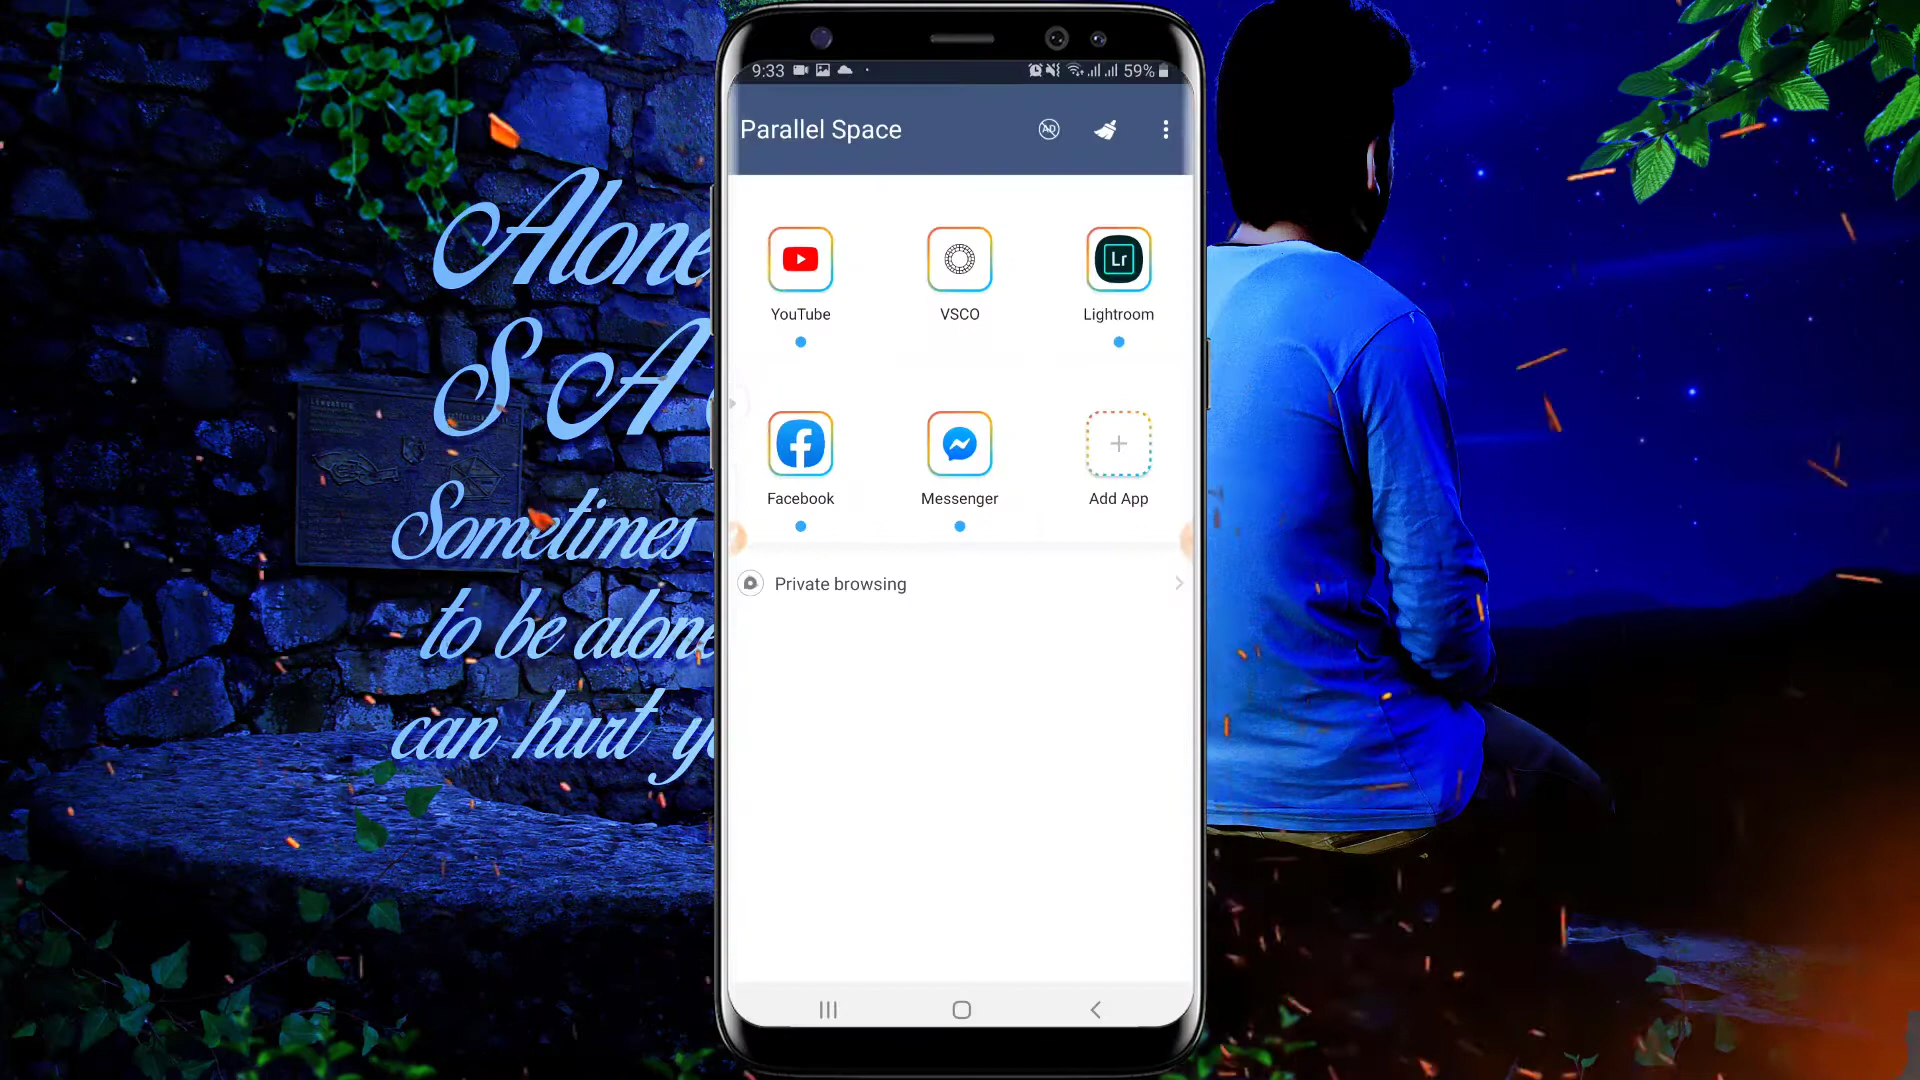 9:33
59%
Parallel Space
AD
YouTube
VSCO
Lr
Lightroom
Facebook
Messenger
Add App
Private browsing
Alone
S A
Sometimes
to be alone
can hurt